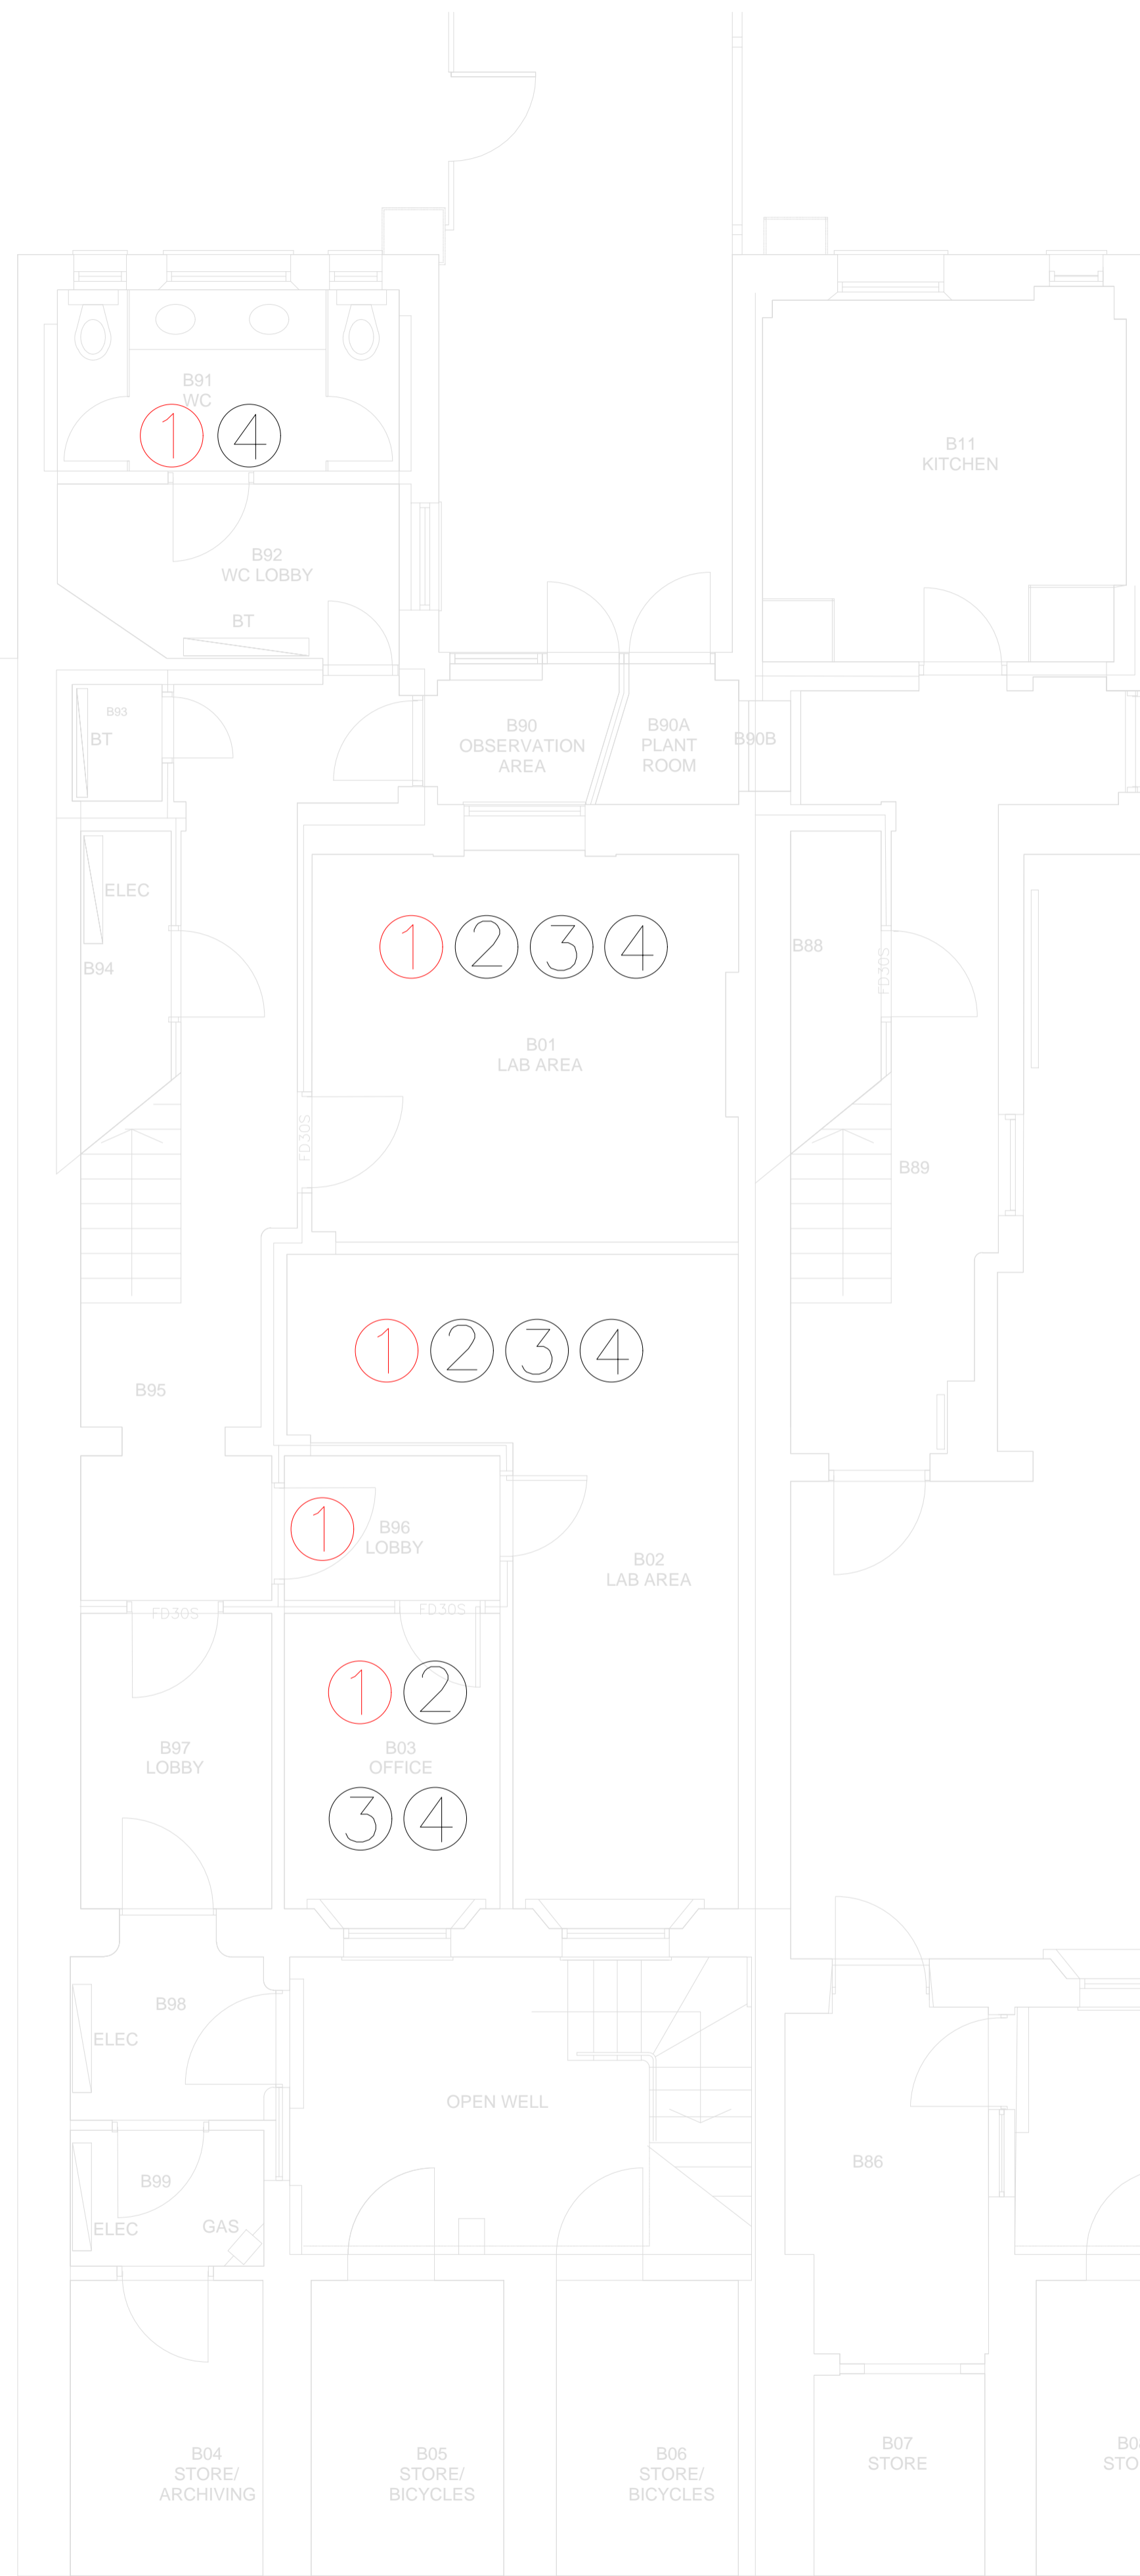 B91
WC
1 4
B11
KITCHEN
B92
WC LOBBY
BT
B93
BT
B90
OBSERVATION
AREA
B90A
PLANT
ROOM
B90B
ELEC
B94
1 2 3 4
B88
FD30S
B01
LAB AREA
FD30S
B89
1 2 3 4
B95
1
B96
LOBBY
B02
LAB AREA
FD30S
FD30S
1 2
B97
LOBBY
B03
OFFICE
3 4
B98
ELEC
OPEN WELL
B99
B86
ELEC
GAS
B04
STORE/
ARCHIVING
B05
STORE/
BICYCLES
B06
STORE/
BICYCLES
B07
STORE